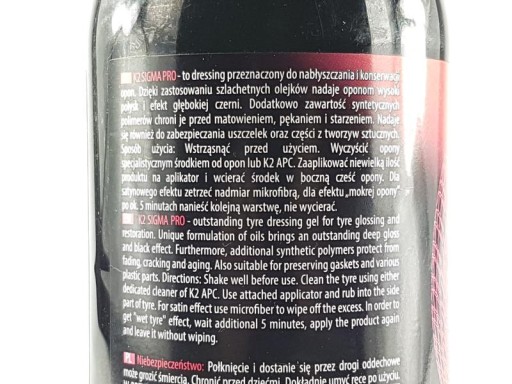 K2 SIGMA PRO - to dressing przeznaczony do nabłyszczania i konserwacji
opon. Dzięki zastosowaniu szlachetnych olejków nadaje oponom wysoki
połysk i efekt głębokiej czerni. Dodatkowo zawartość syntetycznych
polimerów chroni je przed matowieniem, pękaniem i starzeniem. Nadaje
się również do zabezpieczania uszczelek oraz części z tworzyw sztucznych.
Sposób użycia: Wstrząsnąć przed użyciem. Wyczyścić opony
specjalistycznym środkiem od opon lub K2 APC. Zaaplikować niewielką ilość
produktu na aplikator i wcierać środek w boczną cześć opony. Dla
satynowego efektu zetrzeć nadmiar mikrofibrą, dla efektu „mokrej opony"
po ok. 5 minutach nanieść kolejną warstwę, nie wycierać.
K2 SIGMA PRO - outstanding tyre dressing gel for tyre glossing and
restoration. Unique formulation of oils brings an outstanding deep gloss
and black effect. Furthermore, additional synthetic polymers protect from
fading, cracking and aging. Also suitable for preserving gaskets and various
plastic parts. Directions: Shake well before use. Clean the tyre using either
dedicated cleaner of K2 APC. Use attached applicator and rub into the side
part of tyre. For satin effect use microfiber to wipe off the excess. In order to
get "wet tyre" effect, wait additional 5 minutes, apply the product again
and leave it without wiping.
PL Niebezpieczeństwo: Połknięcie i dostanie się przez drogi oddechowe
może grozić śmiercią. Chronić przed dziećmi. Dokładnie umyć ręce po użyciu.